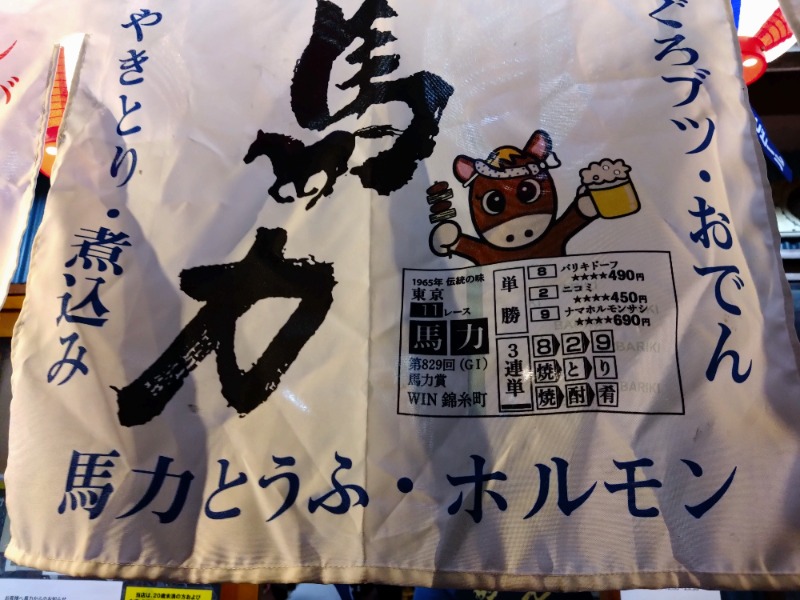 ぐろブツ・おでん
馬力
やきとり・煮込み
1965年 伝統の味
東京
11レース
馬力
第829回（GI）
馬力賞
WIN 錦糸町
単勝
8 バリキドーフ
★★★★490円
2 ニコミ
★★★★450円
9 ナマホルモンサシ
★★★★690円
3連単
8 2 9
焼とり
焼酎肴
BARIKI
BARIKI
馬力とうふ・ホルモン